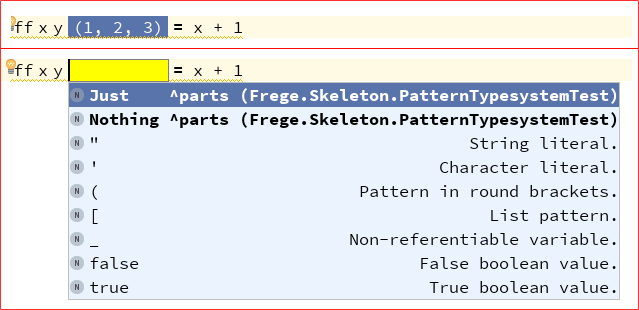 ff x y (1, 2, 3) = x + 1
ff x y = x + 1
N Just ^parts (Frege.Skeleton.PatternTypesystemTest)
N Nothing ^parts (Frege.Skeleton.PatternTypesystemTest)
N " String literal.
N ' Character literal.
N ( Pattern in round brackets.
N [ List pattern.
N _ Non-referentiable variable.
N false False boolean value.
N true True boolean value.